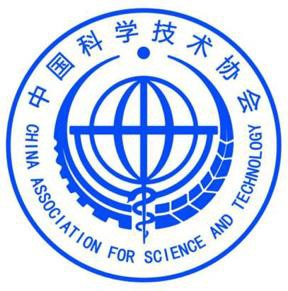 中国科学技术协会
CHINA ASSOCIATION FOR SCIENCE AND TECHNOLOGY